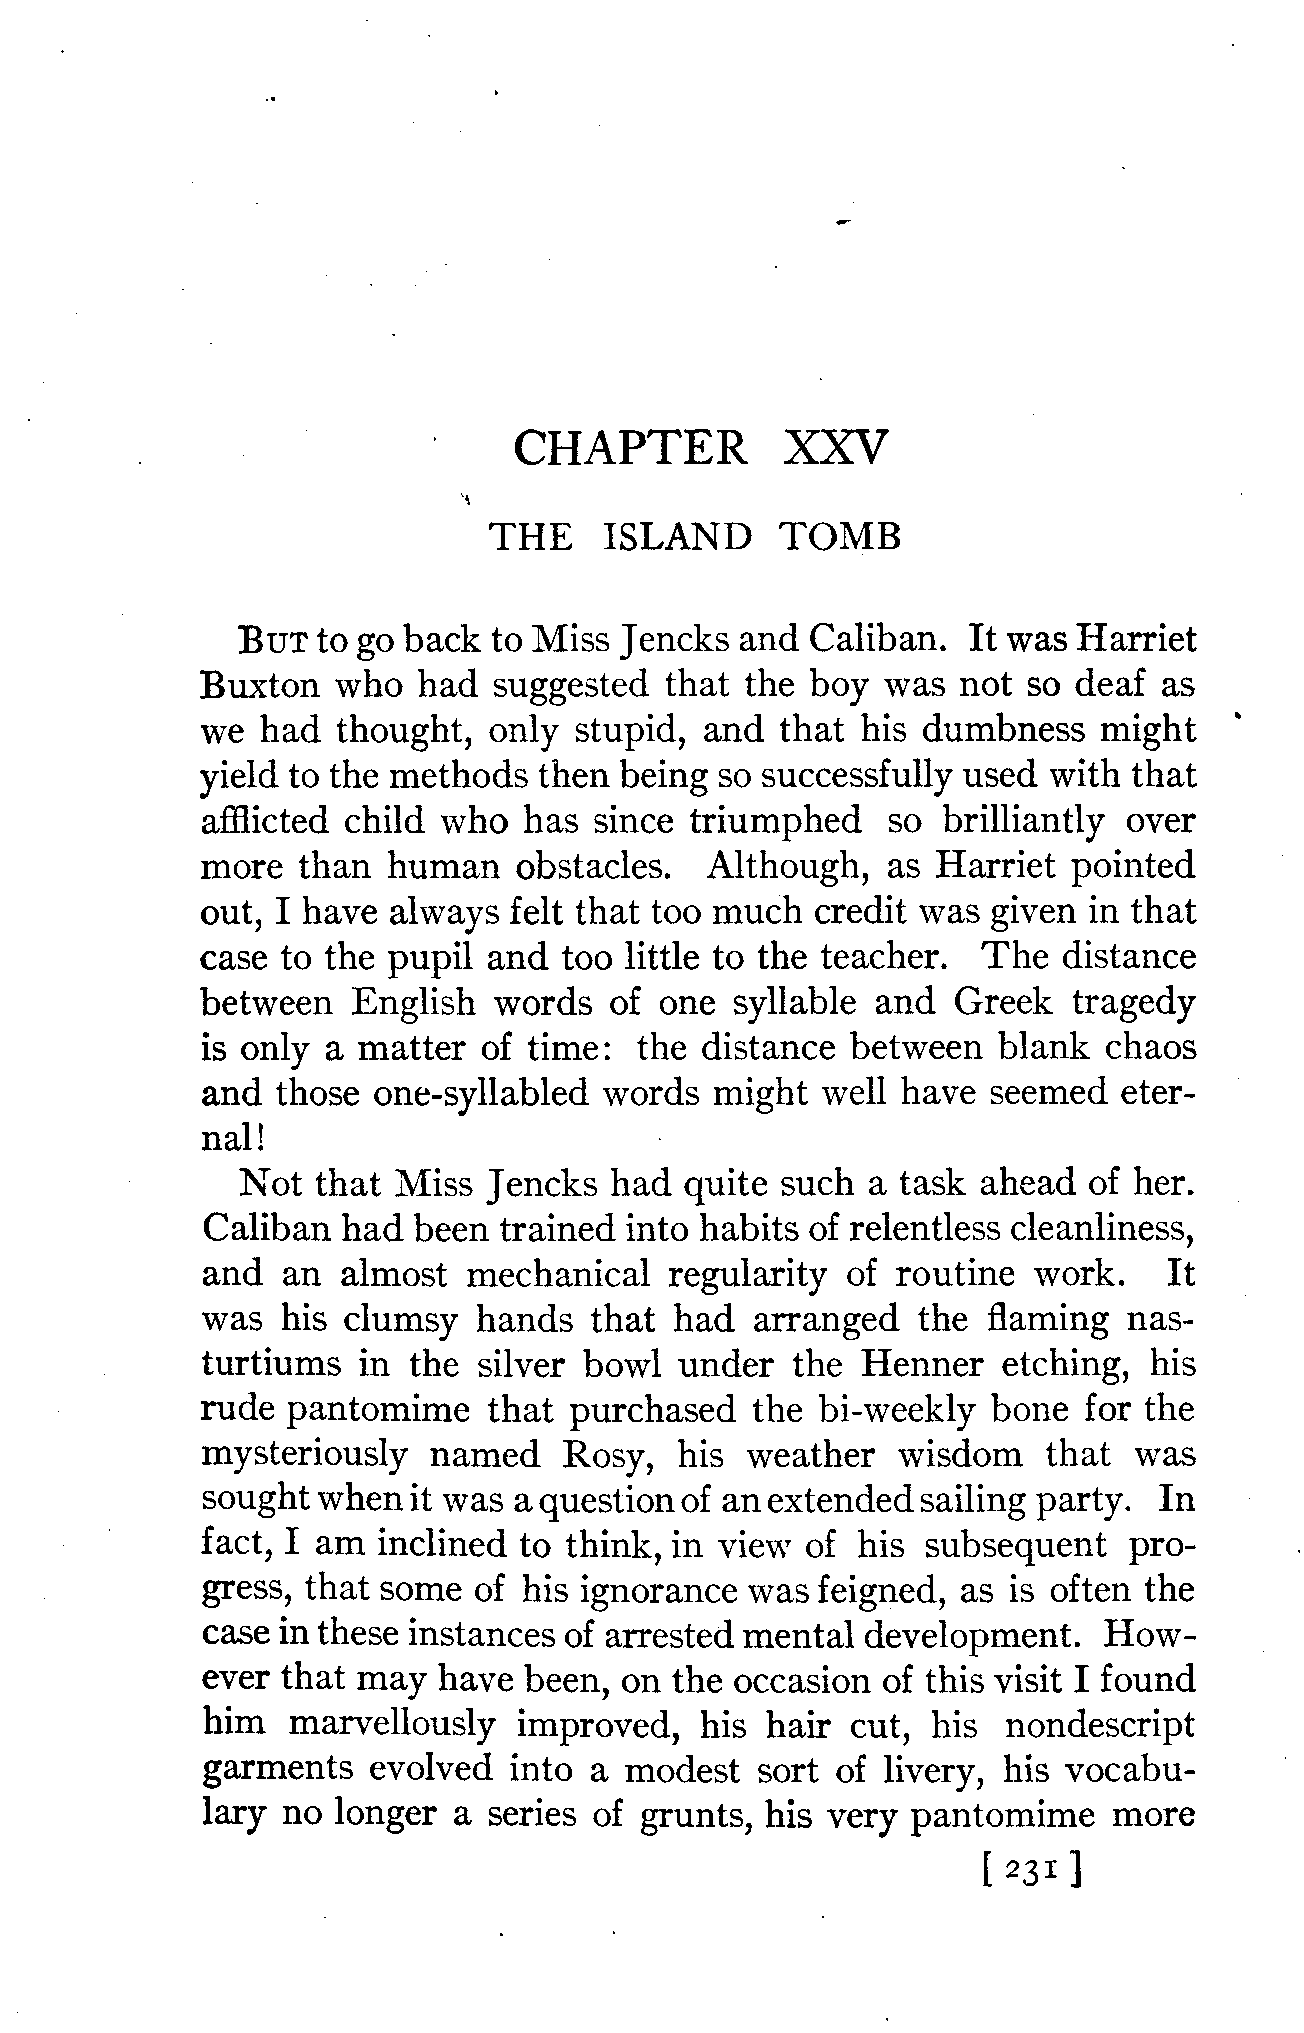 CHAPTER XXV
THE ISLAND TOMB
BUT to go back to Miss Jencks and Caliban. It was Harriet
Buxton who had suggested that the boy was not so deaf as
we had thought, only stupid, and that his dumbness might
yield to the methods then being so successfully used with that
afflicted child who has since triumphed so brilliantly over
more than human obstacles. Although, as Harriet pointed
out, I have always felt that too much credit was given in that
case to the pupil and too little to the teacher. The distance
between English words of one syllable and Greek tragedy
is only a matter of time: the distance between blank chaos
and those one-syllabled words might well have seemed eter-
nal!
Not that Miss Jencks had quite such a task ahead of her.
Caliban had been trained into habits of relentless cleanliness,
and an almost mechanical regularity of routine work. It
was his clumsy hands that had arranged the flaming nas-
turtiums in the silver bowl under the Henner etching, his
rude pantomime that purchased the bi-weekly bone for the
mysteriously named Rosy, his weather wisdom that was
sought when it was a question of an extended sailing party. In
fact, I am inclined to think, in view of his subsequent pro-
gress, that some of his ignorance was feigned, as is often the
case in these instances of arrested mental development. How-
ever that may have been, on the occasion of this visit I found
him marvellously improved, his hair cut, his nondescript
garments evolved into a modest sort of livery, his vocabu-
lary no longer a series of grunts, his very pantomime more
[ 231 ]